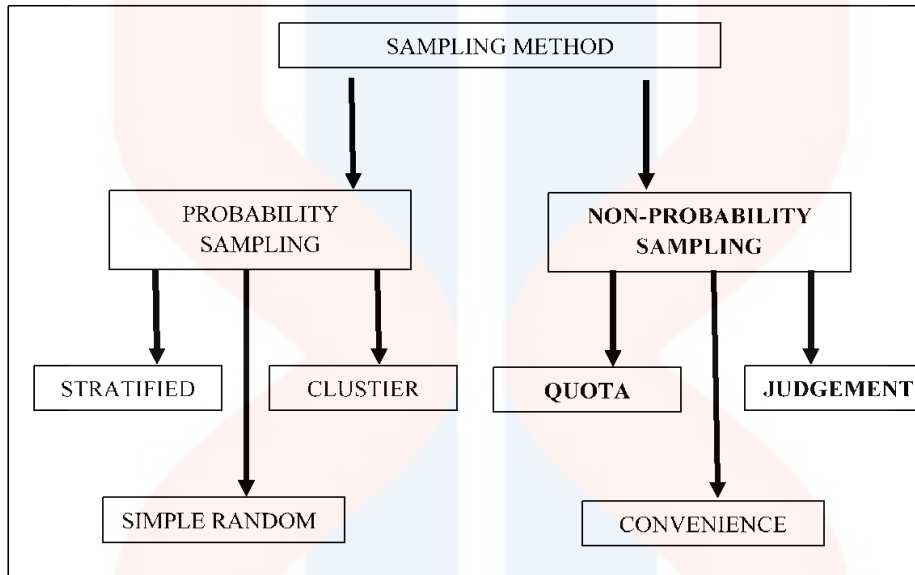 SAMPLING METHOD
PROBABILITY
SAMPLING
NON-PROBABILITY
SAMPLING
STRATIFIED
CLUSTIER
QUOTA
JUDGEMENT
SIMPLE RANDOM
CONVENIENCE